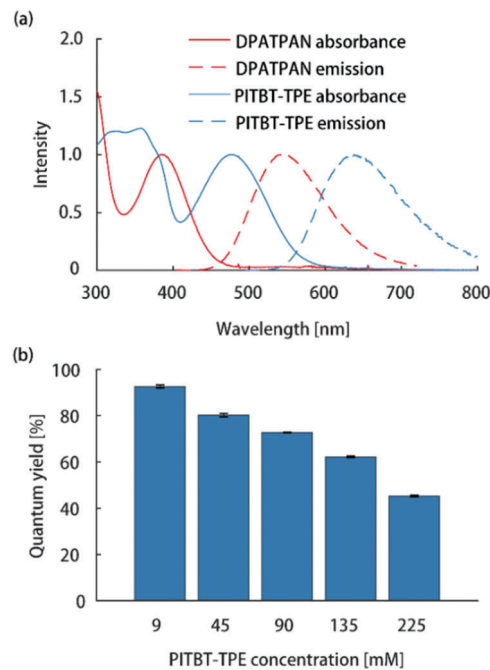 (a)
2.0
1.5
1.0
0.5
0
Intensity
DPATPAN absorbance
DPATPAN emission
PITBT-TPE absorbance
PITBT-TPE emission
300 400 500 600 700 800
Wavelength [nm]
(b)
100
80
60
40
20
0
Quantum yield [%]
9 45 90 135 225
PITBT-TPE concentration [mM]